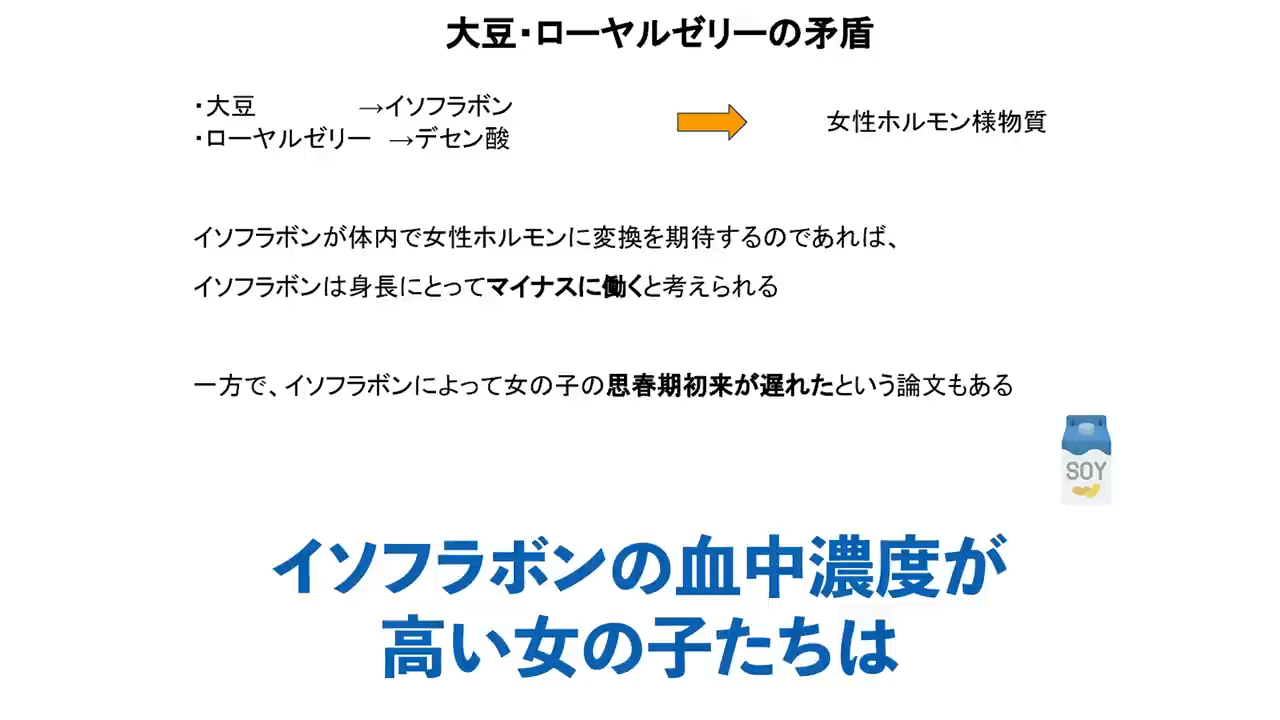 大豆・ローヤルゼリーの矛盾
・大豆 →イソフラボン
・ローヤルゼリー →デセン酸
女性ホルモン様物質
イソフラボンが体内で女性ホルモンに変換を期待するのであれば、
イソフラボンは身長にとってマイナスに働くと考えられる
一方で、イソフラボンによって女の子の思春期初来が遅れたという論文もある
SOY
イソフラボンの血中濃度が
高い女の子たちは